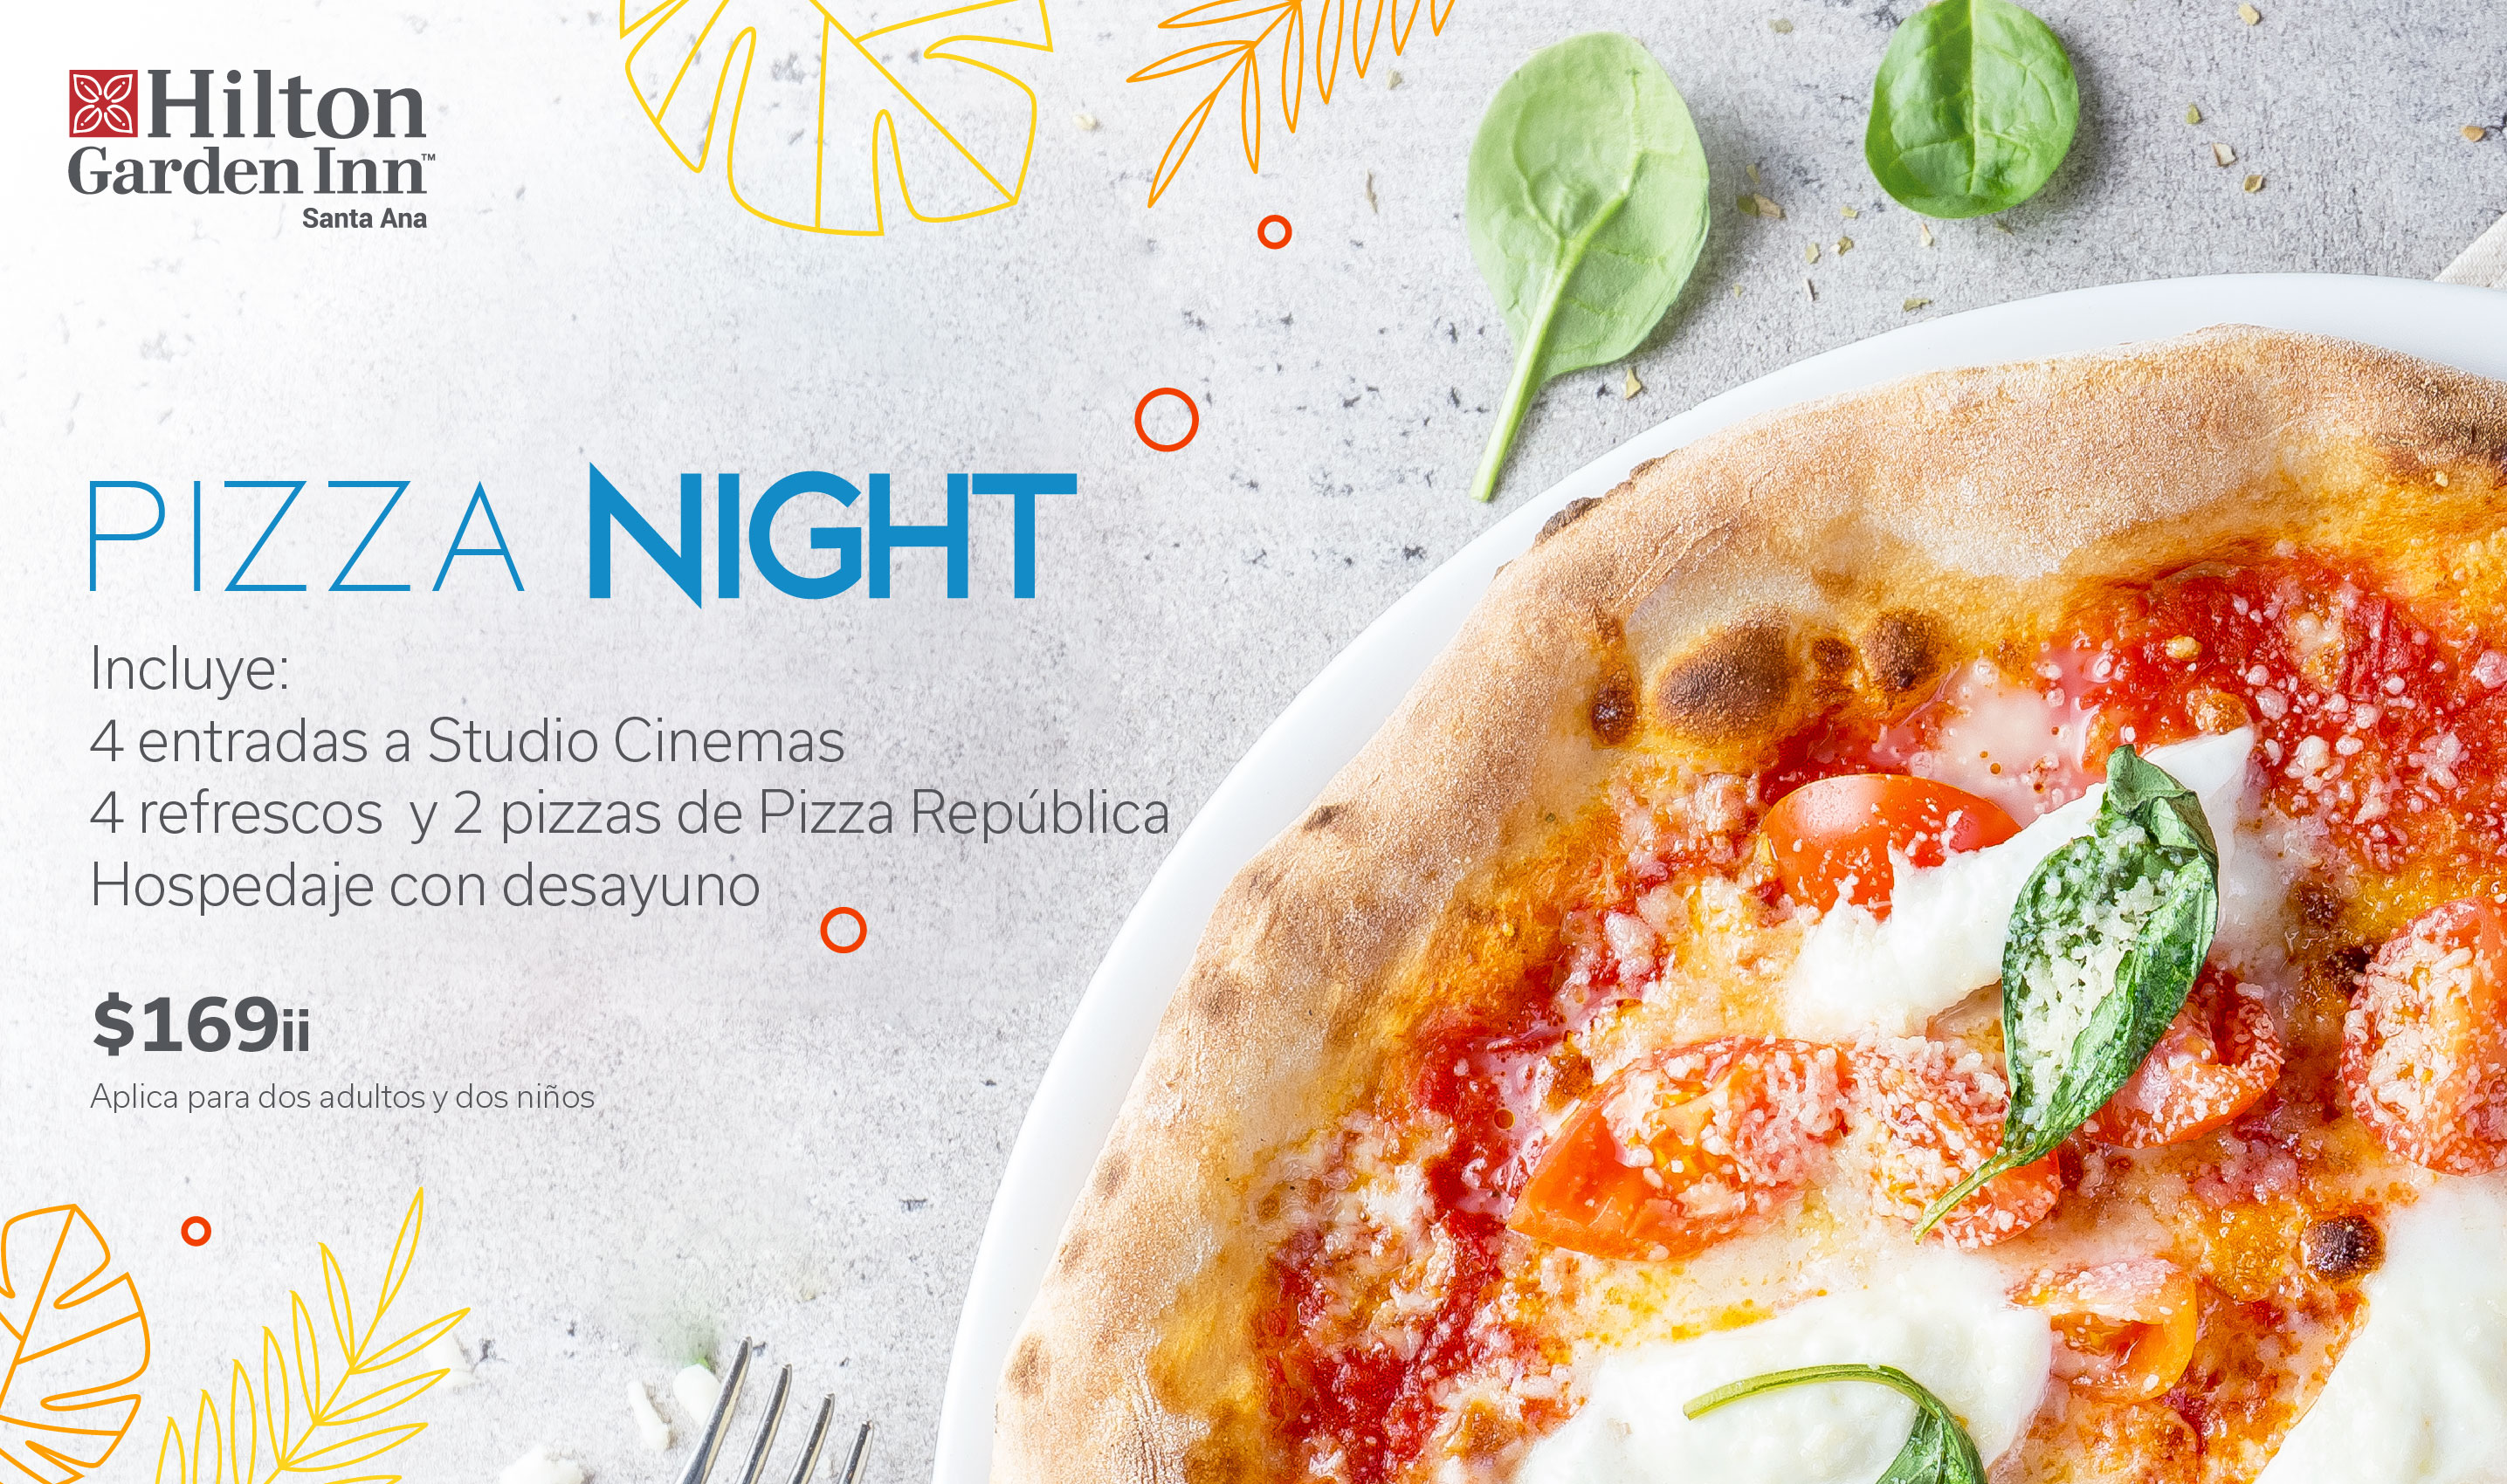 Hilton
Garden Inn™
Santa Ana
PIZZA NIGHT
Incluye:
4 entradas a Studio Cinemas
4 refrescos y 2 pizzas de Pizza República
Hospedaje con desayuno
$169ii
Aplica para dos adultos y dos niños